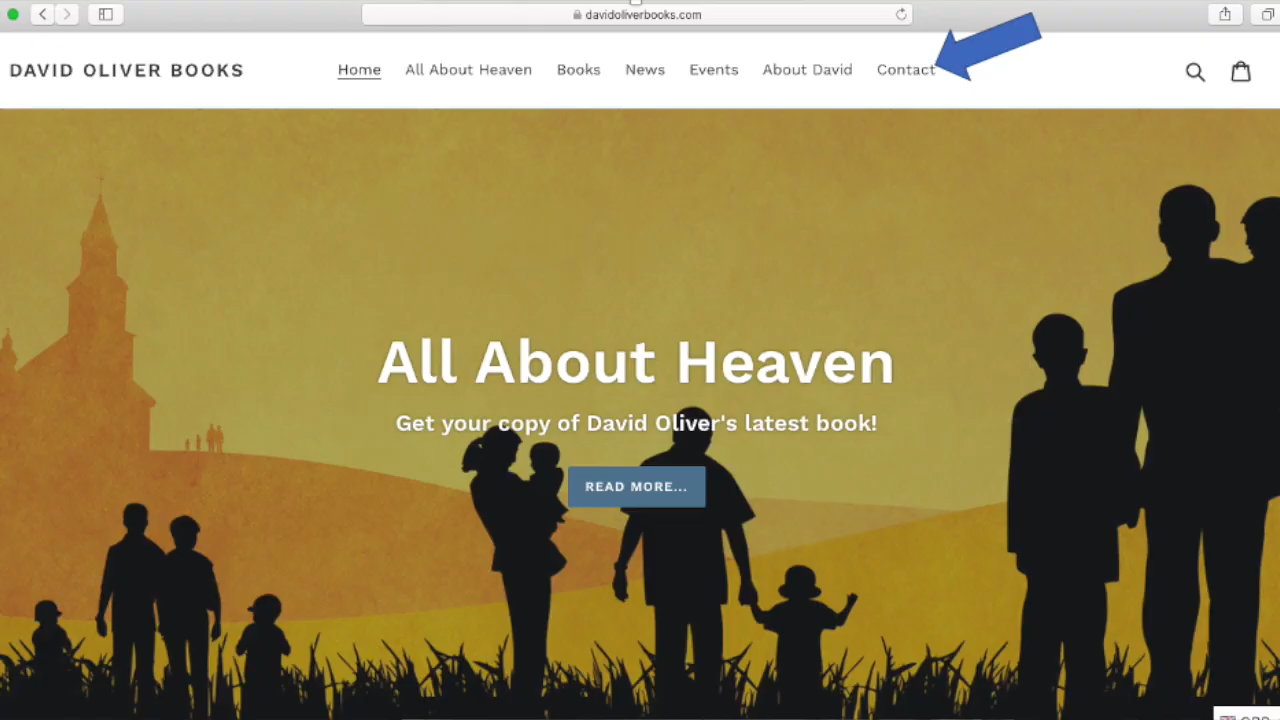 davidoliverbooks.com
DAVID OLIVER BOOKS
Home All About Heaven Books News Events About David Contact
All About Heaven
Get your copy of David Oliver's latest book!
READ MORE...